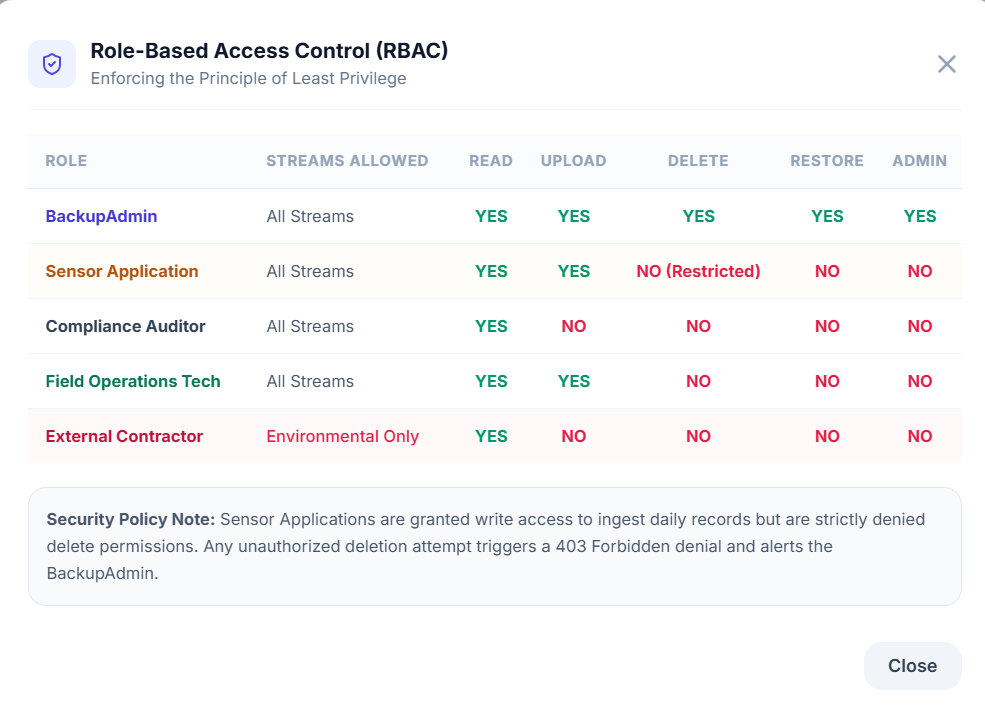 Role-Based Access Control (RBAC)
Enforcing the Principle of Least Privilege
ROLE STREAMS ALLOWED READ UPLOAD DELETE RESTORE ADMIN
BackupAdmin All Streams YES YES YES YES YES
Sensor Application All Streams YES YES NO (Restricted) NO NO
Compliance Auditor All Streams YES NO NO NO NO
Field Operations Tech All Streams YES YES NO NO NO
External Contractor Environmental Only YES NO NO NO NO
Security Policy Note: Sensor Applications are granted write access to ingest daily records but are strictly denied
delete permissions. Any unauthorized deletion attempt triggers a 403 Forbidden denial and alerts the
BackupAdmin.
Close